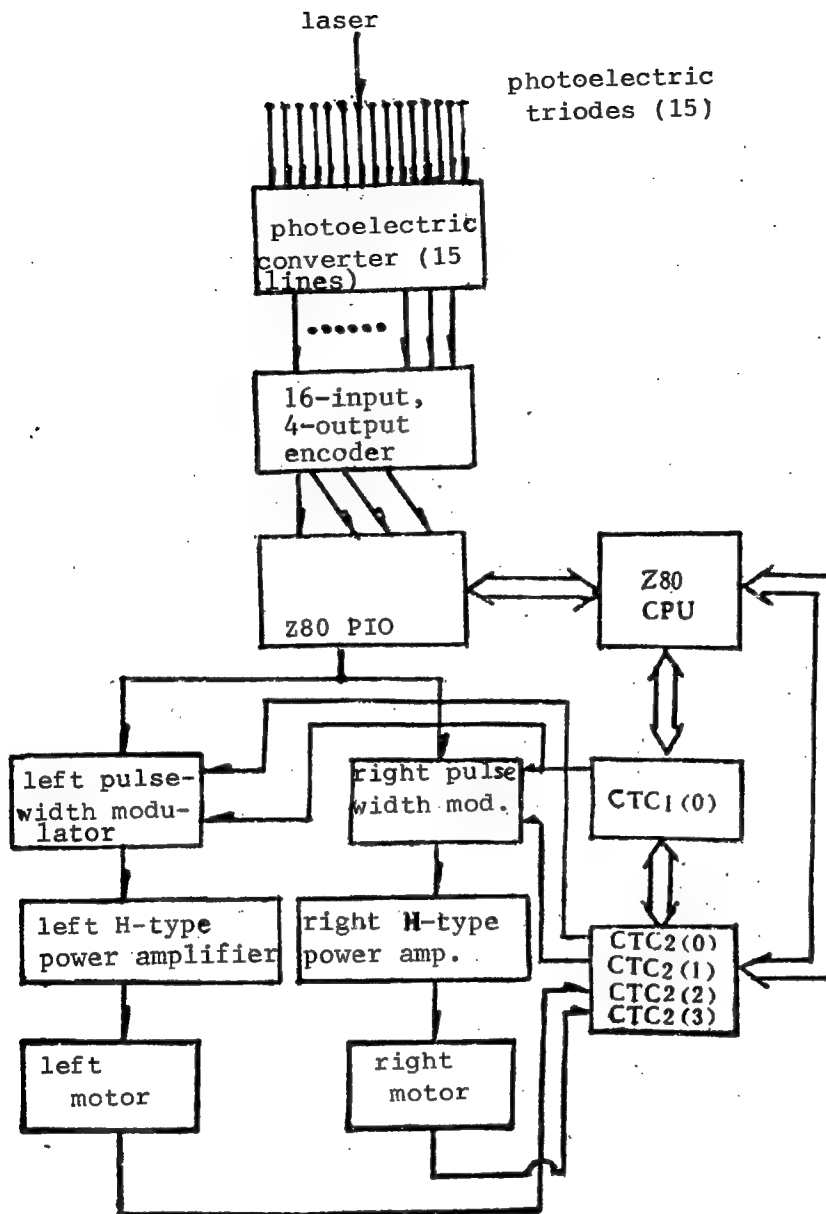 laser
photoelectric
triodes (15)
photoelectric
converter (15
lines)
16-input,
4-output
encoder
Z80 PIO
Z80
CPU
left pulse-
width modu-
lator
right pulse
width mod.
CTC1(0)
left H-type
power amplifier
right H-type
power amp.
CTC2(0)
CTC2(1)
CTC2(2)
CTC2(3)
left
motor
right
motor